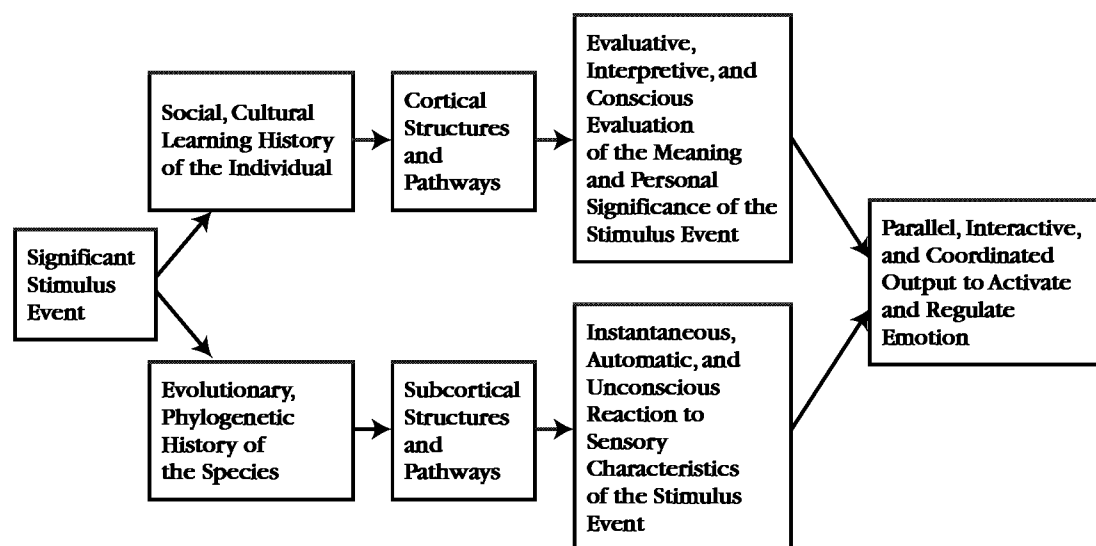 Significant
Stimulus
Event
Social, Cultural
Learning History
of the Individual
Cortical
Structures
and
Pathways
Evaluative,
Interpretive, and
Conscious
Evaluation
of the Meaning
and Personal
Significance of the
Stimulus Event
Evolutionary,
Phylogenetic
History of
the Species
Subcortical
Structures
and
Pathways
Instantaneous,
Automatic, and
Unconscious
Reaction to
Sensory
Characteristics
of the Stimulus
Event
Parallel, Interactive,
and Coordinated
Output to Activate
and Regulate
Emotion